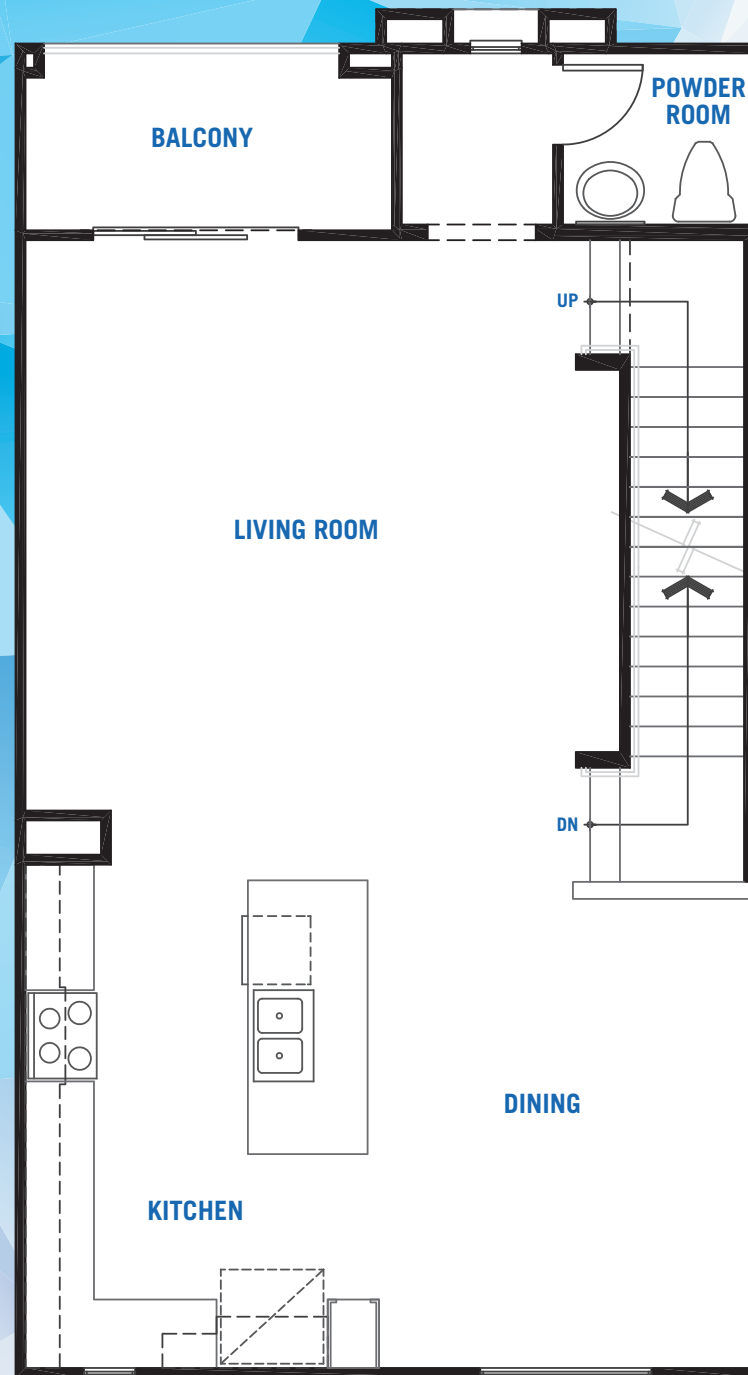 POWDER
ROOM
BALCONY
UP
LIVING ROOM
DN
DINING
KITCHEN